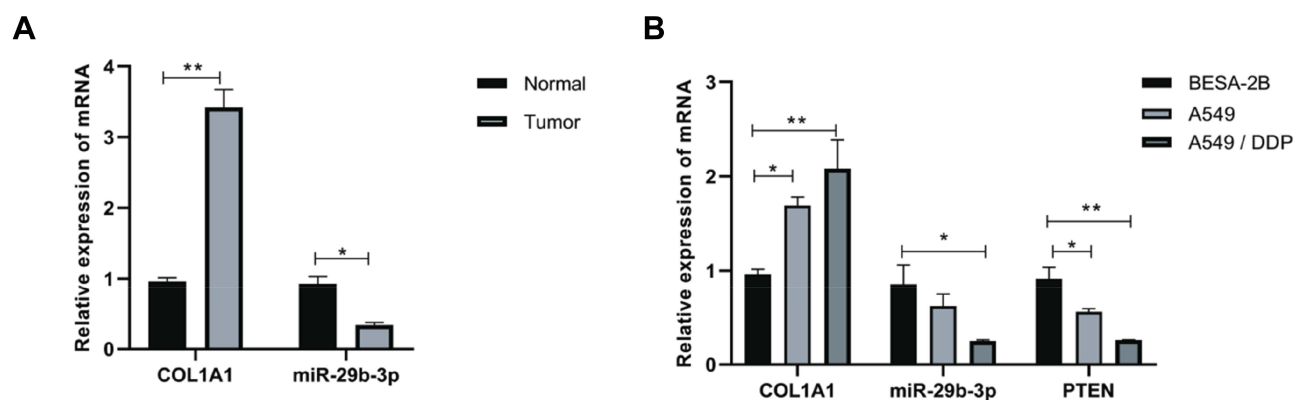 A
Relative expression of mRNA
4
3
2
1
0
**
*
COL1A1
miR-29b-3p
Normal
Tumor
B
Relative expression of mRNA
3
2
1
0
**
*
*
**
*
COL1A1
miR-29b-3p
PTEN
BESA-2B
A549
A549 / DDP